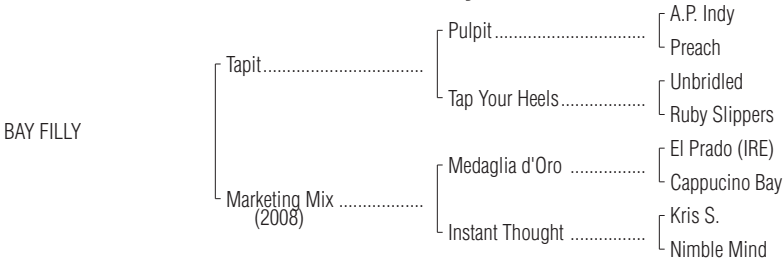 A.P. Indy
Pulpit................................
Preach
Tapit..................................
Unbridled
Tap Your Heels..................
Ruby Slippers
BAY FILLY
El Prado (IRE)
Medaglia d'Oro ................
Cappucino Bay
Marketing Mix ..................
(2008)
Kris S.
Instant Thought ................
Nimble Mind